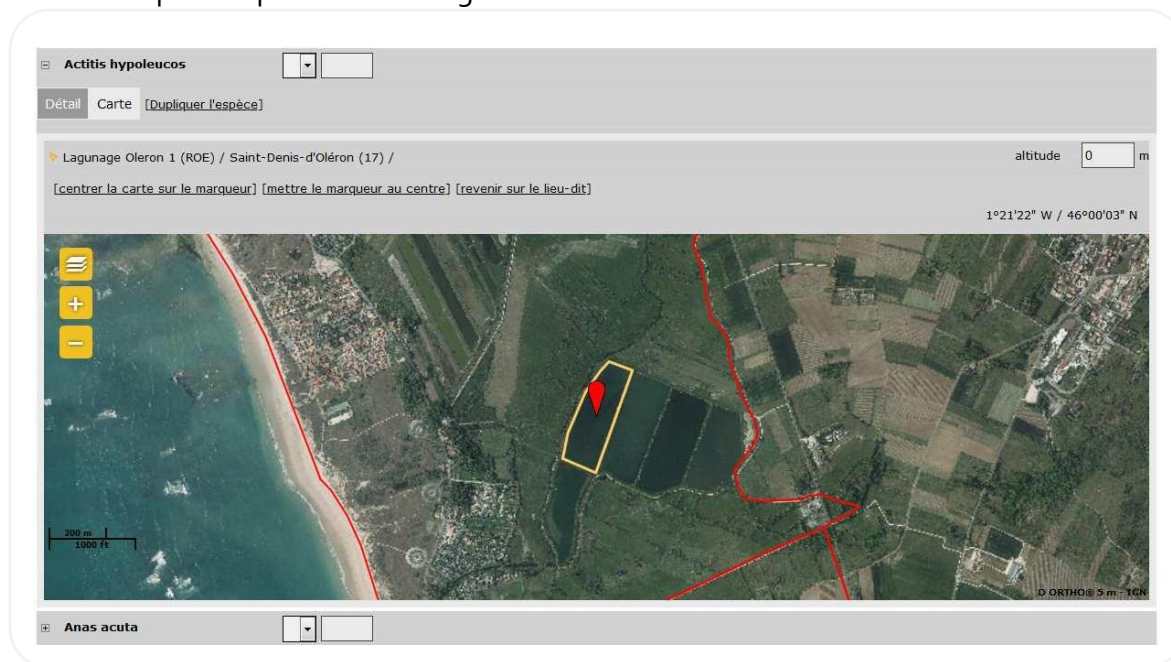 Actitis hypoleucos
Détail Carte [Dupliquer l'espèce]
Lagunage Oleron 1 (ROE) / Saint-Denis-d'Oléron (17) / altitude 0 m
[centrer la carte sur le marqueur] [mettre le marqueur au centre] [revenir sur le lieu-dit]
1°21'22" W / 46°00'03" N
200 m
1000 ft
D ORTHO® 5 m - IGN
Anas acuta